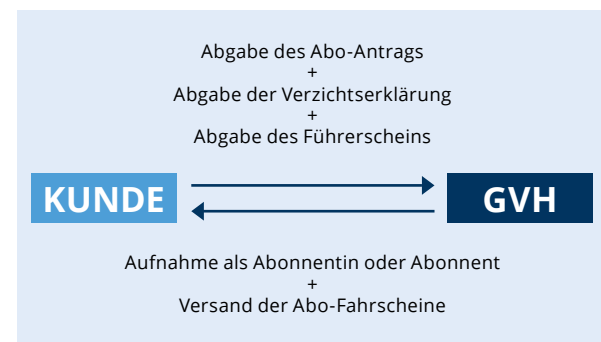 Abgabe des Abo-Antrags
+
Abgabe der Verzichtserklärung
+
Abgabe des Führerscheins
KUNDE
GVH
Aufnahme als Abonnentin oder Abonnent
+
Versand der Abo-Fahrscheine